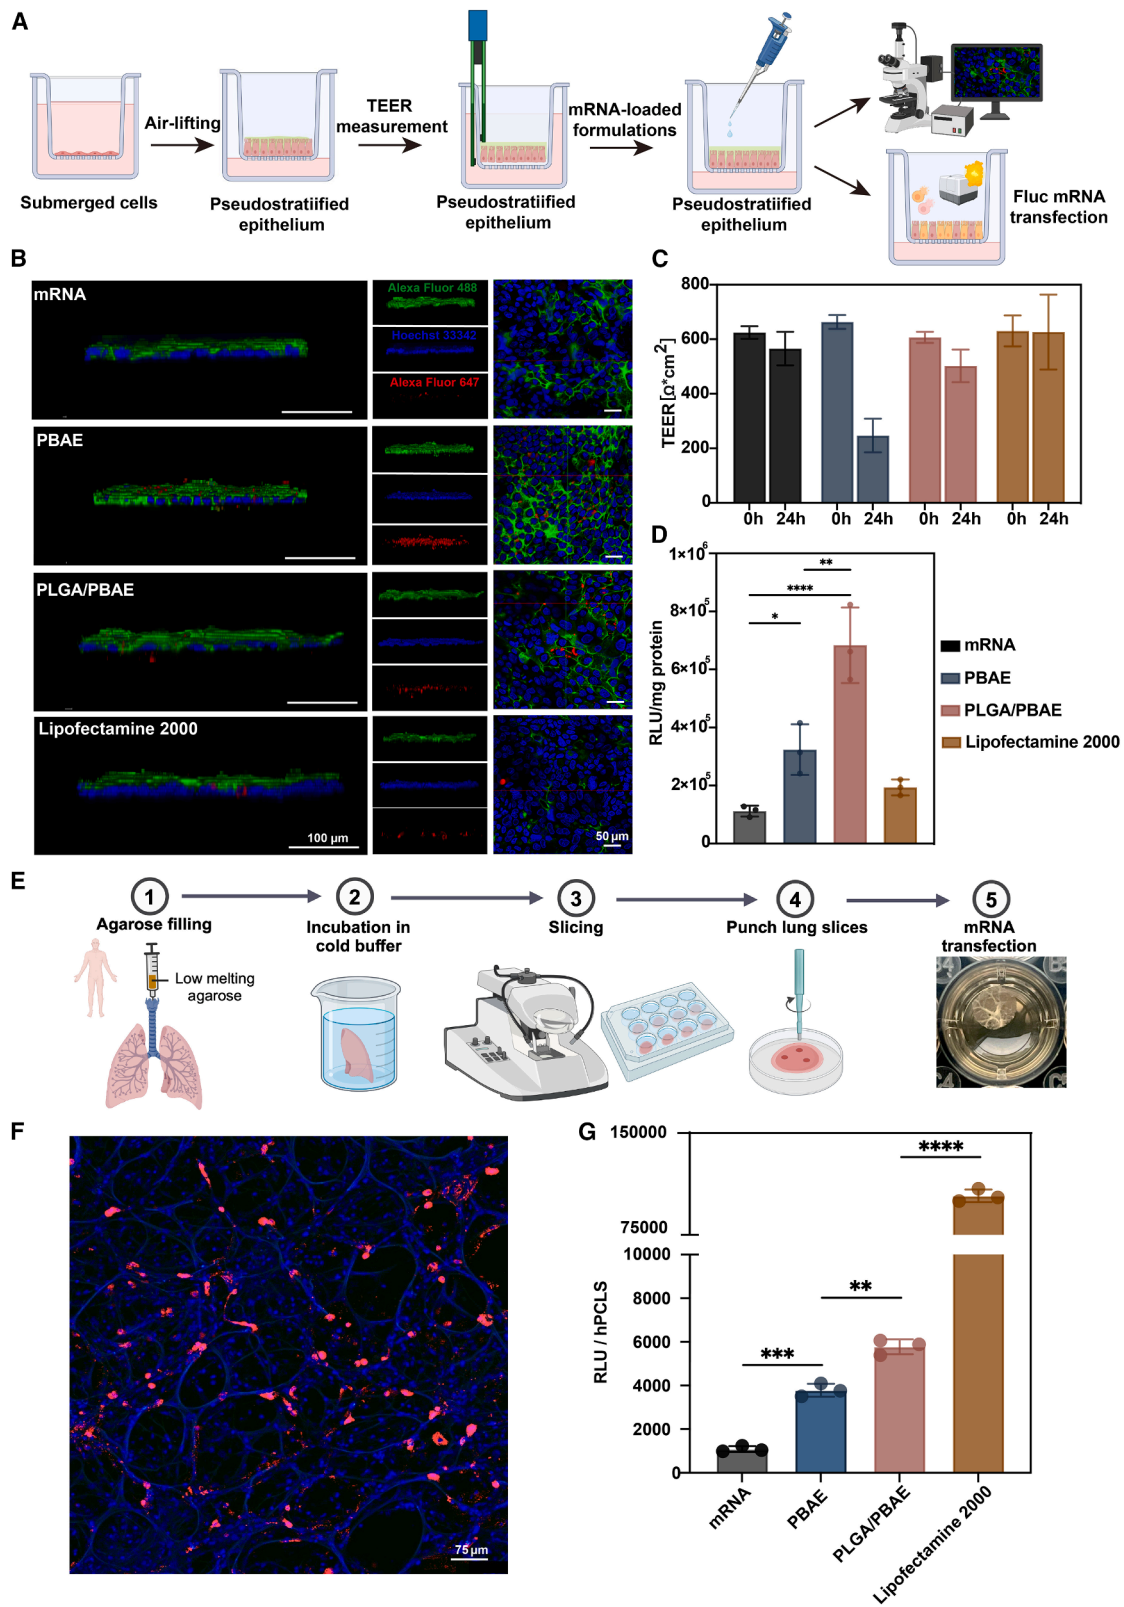 A
Air-lifting
TEER
measurement
mRNA-loaded
formulations
Submerged cells
Pseudostratiified
epithelium
Pseudostratiified
epithelium
Pseudostratiified
epithelium
Fluc mRNA
transfection
B
mRNA
Alexa Fluor 488
Hoechst 33342
Alexa Fluor 647
PBAE
PLGA/PBAE
Lipofectamine 2000
100 µm
50 µm
C
TEER[Ω*cm2]
800
600
400
200
0
0h 24h 0h 24h 0h 24h 0h 24h
D
RLU/mg protein
1×10^6
8×10^5
6×10^5
4×10^5
2×10^5
0
**
****
*
mRNA
PBAE
PLGA/PBAE
Lipofectamine 2000
E
1 2 3 4 5
Agarose filling
Incubation in
cold buffer
Slicing
Punch lung slices
mRNA
transfection
Low melting
agarose
F
75 µm
G
RLU / hPCLS
150000
75000
10000
8000
6000
4000
2000
0
****
**
***
mRNA
PBAE
PLGA/PBAE
Lipofectamine 2000